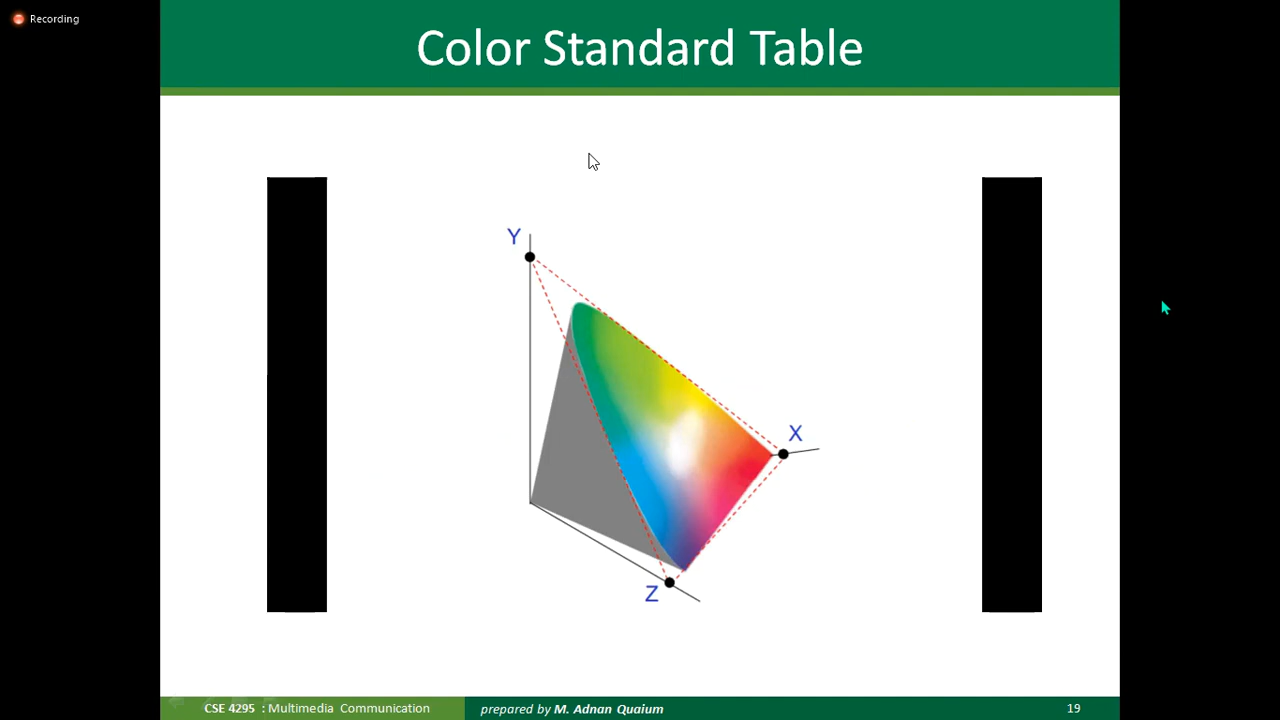 Recording
Color Standard Table
Y
X
Z
CSE 4295 : Multimedia Communication
prepared by M. Adnan Quaium
19